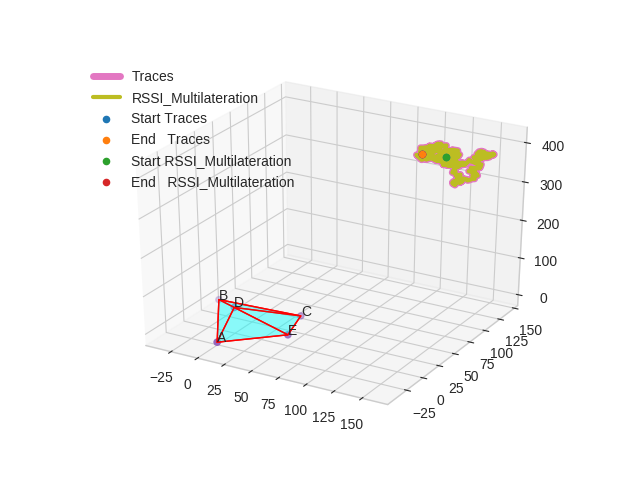 Traces
RSSI_Multilateration
Start Traces
End Traces
Start RSSI_Multilateration
End RSSI_Multilateration
400
300
200
100
0
B
D
C
E
A
−25
0
25
50
75
100
125
150
−25
0
25
50
75
100
125
150